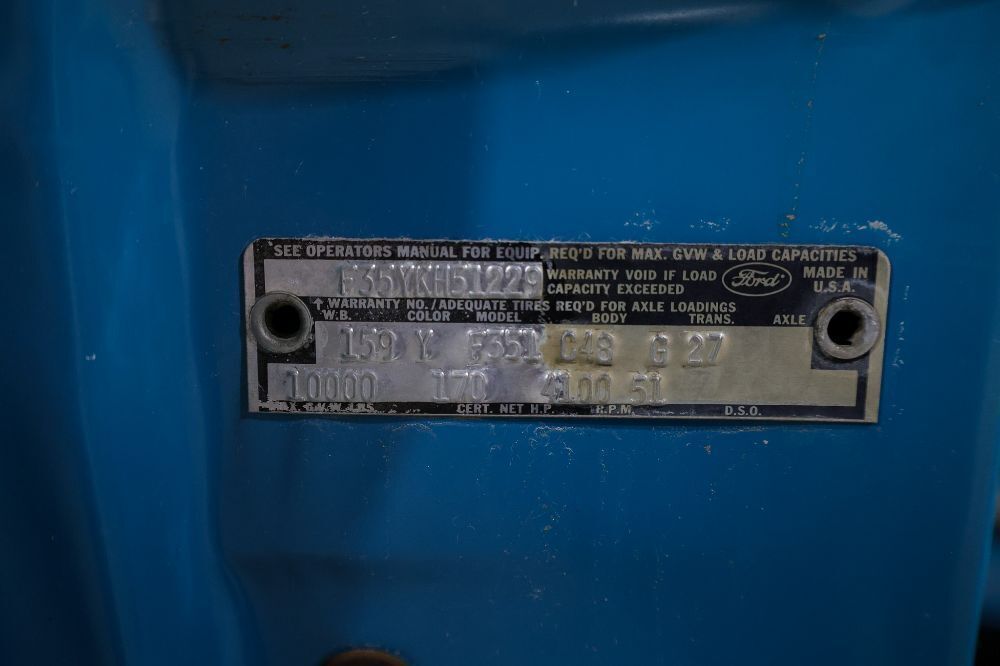 SEE OPERATORS MANUAL FOR EQUIP. REQ'D FOR MAX. GVW & LOAD CAPACITIES
F35YKH51229 WARRANTY VOID IF LOAD CAPACITY EXCEEDED Ford MADE IN U.S.A.
↑ WARRANTY NO./ADEQUATE TIRES REQ'D FOR AXLE LOADINGS
W.B. COLOR MODEL BODY TRANS. AXLE
159 Y F351 C48 G 27
10000 170 4100 51
MAX. G.V.W. LBS. CERT. NET H.P. R.P.M. D.S.O.